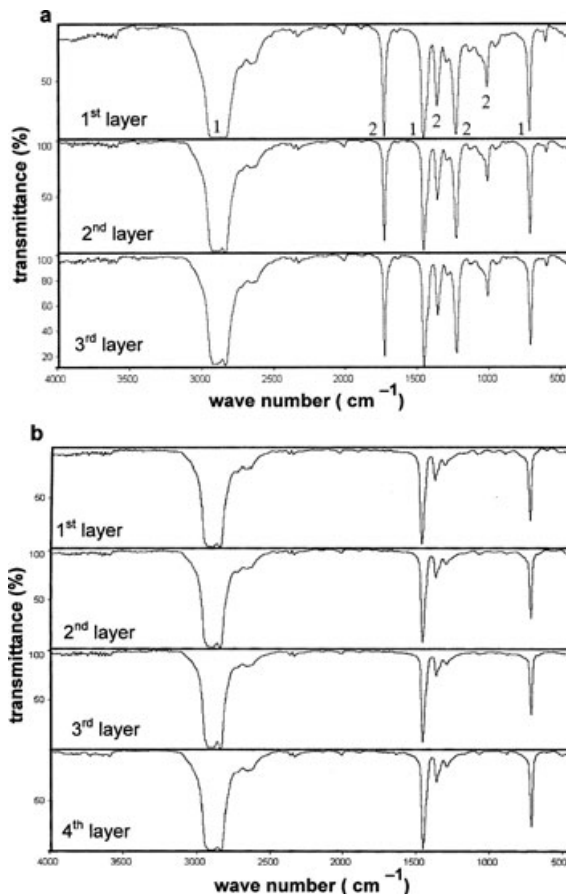 a
50
1st layer
1
2
1
2
2
2
1
100
50
2nd layer
100
80
60
40
20
3rd layer
transmittance (%)
4000 3500 3000 2500 2000 1500 1000 500
wave number ( cm −1)
b
50
1st layer
100
50
2nd layer
100
50
3rd layer
50
4th layer
transmittance (%)
4000 3500 3000 2500 2000 1500 1000 500
wave number ( cm −1)